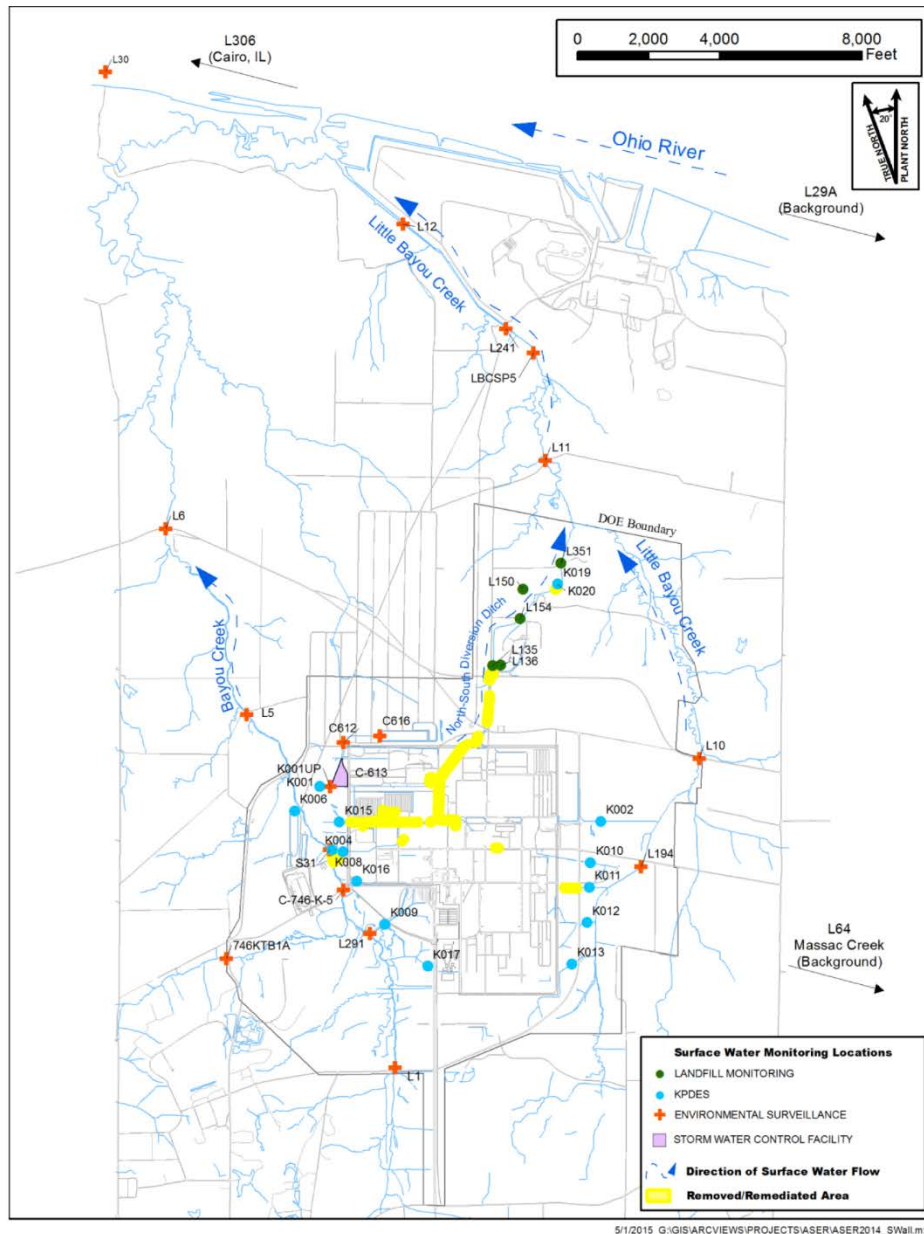 L306
(Cairo, IL)
L30
0 2,000 4,000 8,000
Feet
20°
TRUE NORTH
PLANT NORTH
Ohio River
L29A
(Background)
L12
Little Bayou Creek
L241
LBCSP5
L11
L6
DOE Boundary
L351
K019
L150
K020
L154
Little Bayou Creek
L135
L136
North-South Diversion Ditch
Bayou Creek
L5
C612
C616
L10
K001UP
C-613
K001
K006
K015
K002
K004
K010
L194
S31
K008
K016
K011
C-746-K-5
K009
K012
L291
746KTB1A
K017
K013
L64
Massac Creek
(Background)
L1
Surface Water Monitoring Locations
LANDFILL MONITORING
KPDES
ENVIRONMENTAL SURVEILLANCE
STORM WATER CONTROL FACILITY
Direction of Surface Water Flow
Removed/Remediated Area
5/1/2015 G:\GIS\ARCVIEWS\PROJECTS\ASER\ASER2014_SWall.m